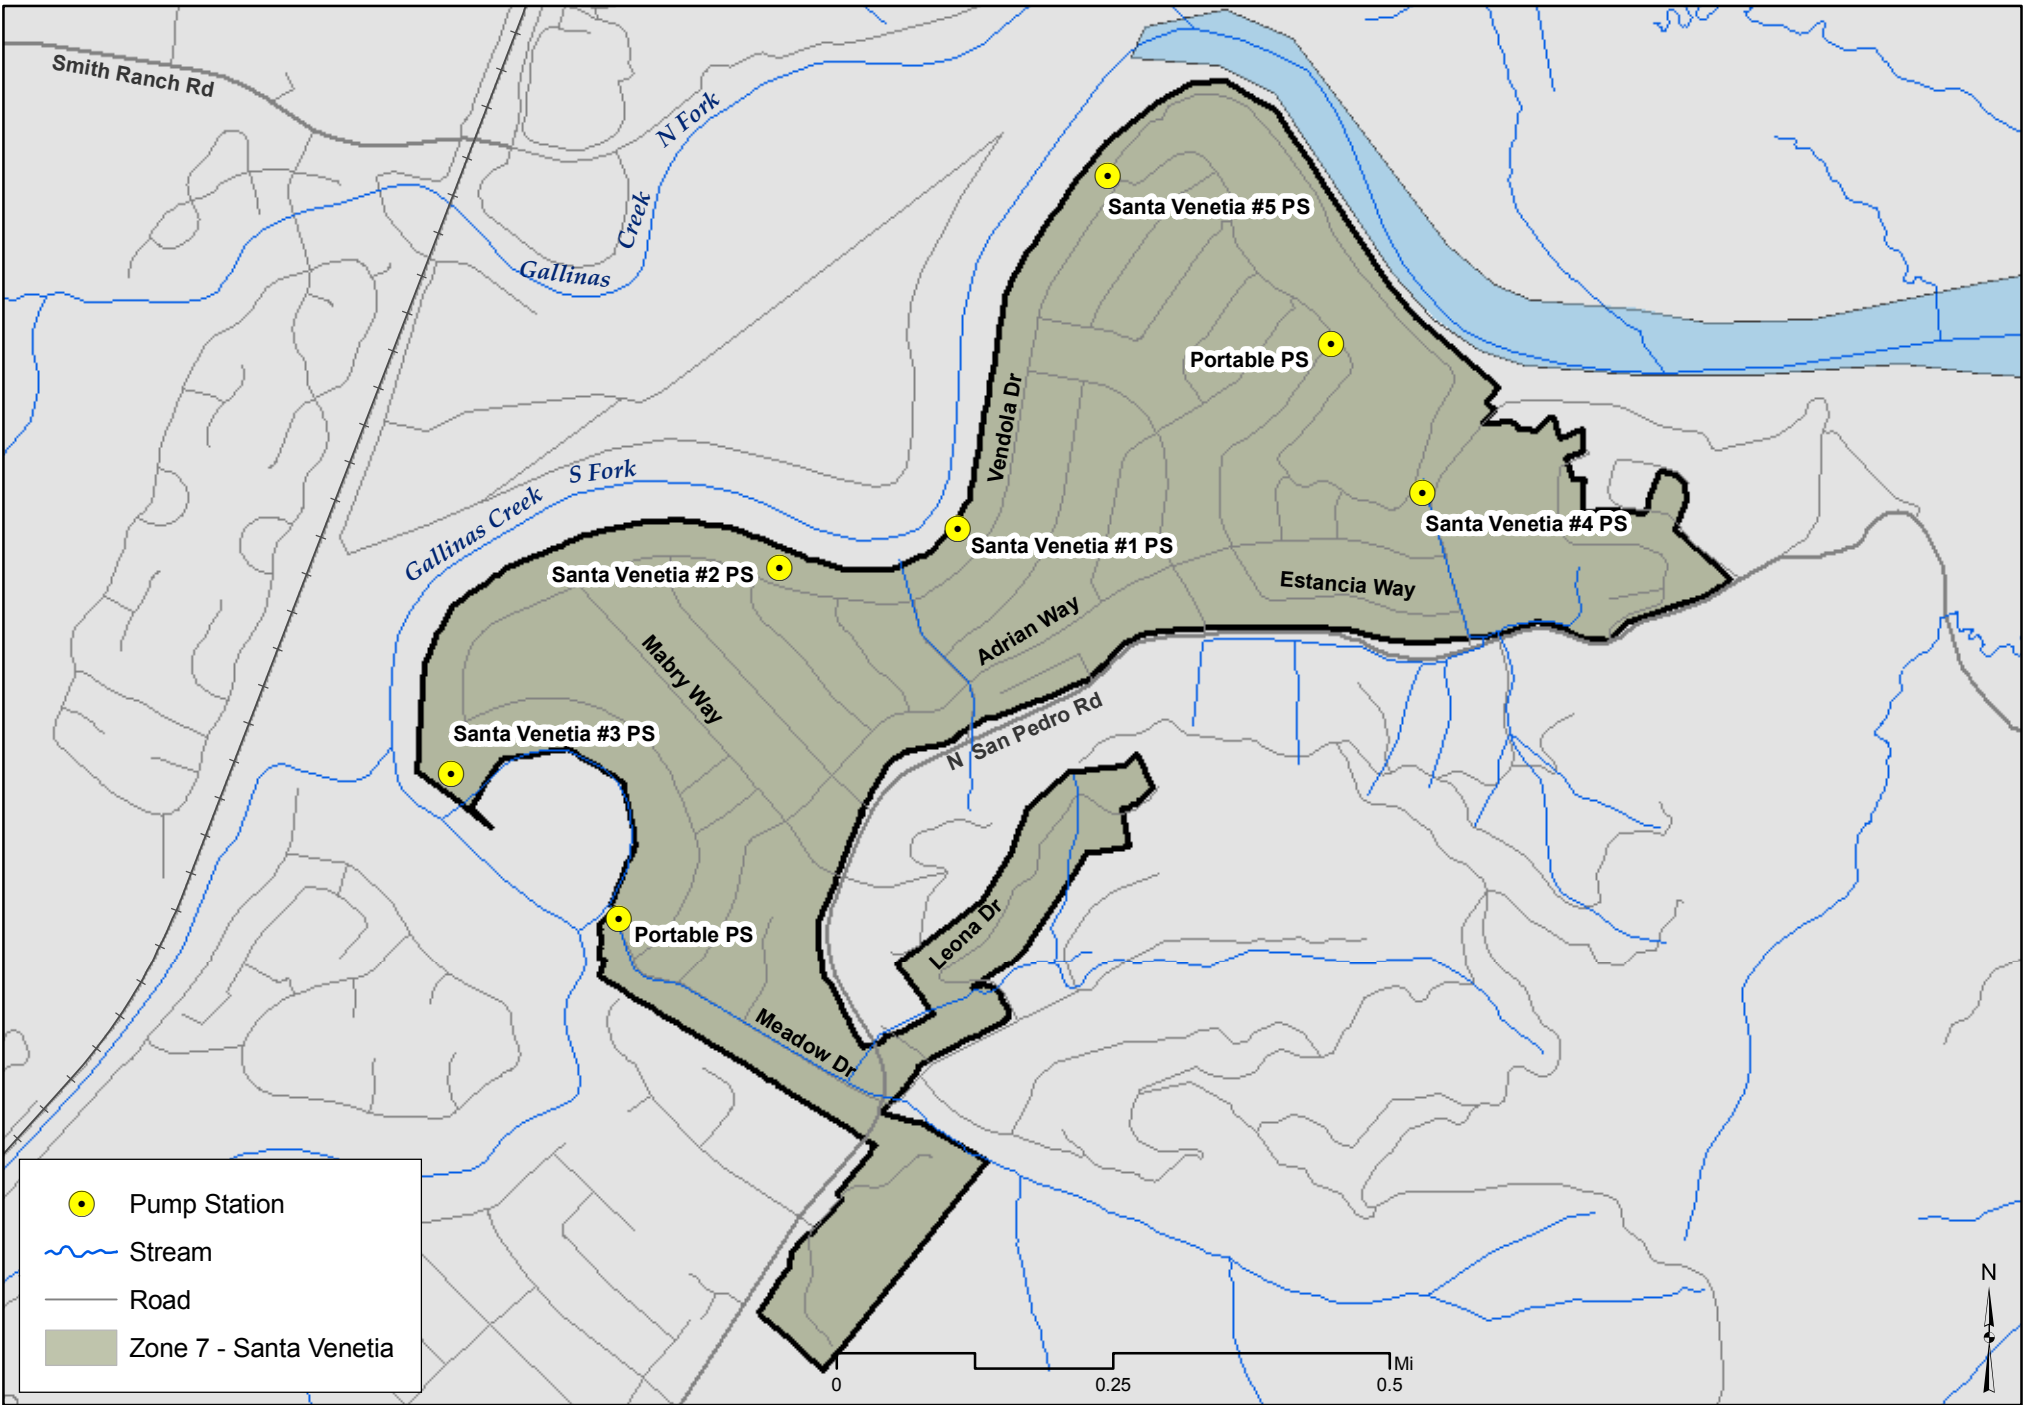 Smith Ranch Rd
N Fork
Creek
Gallinas
Santa Venetia #5 PS
Portable PS
Vendola Dr
S Fork
Gallinas Creek
Santa Venetia #4 PS
Santa Venetia #1 PS
Santa Venetia #2 PS
Estancia Way
Adrian Way
Mabry Way
N San Pedro Rd
Santa Venetia #3 PS
Leona Dr
Portable PS
Meadow Dr
Pump Station
Stream
Road
Zone 7 - Santa Venetia
N
Mi
0 0.25 0.5